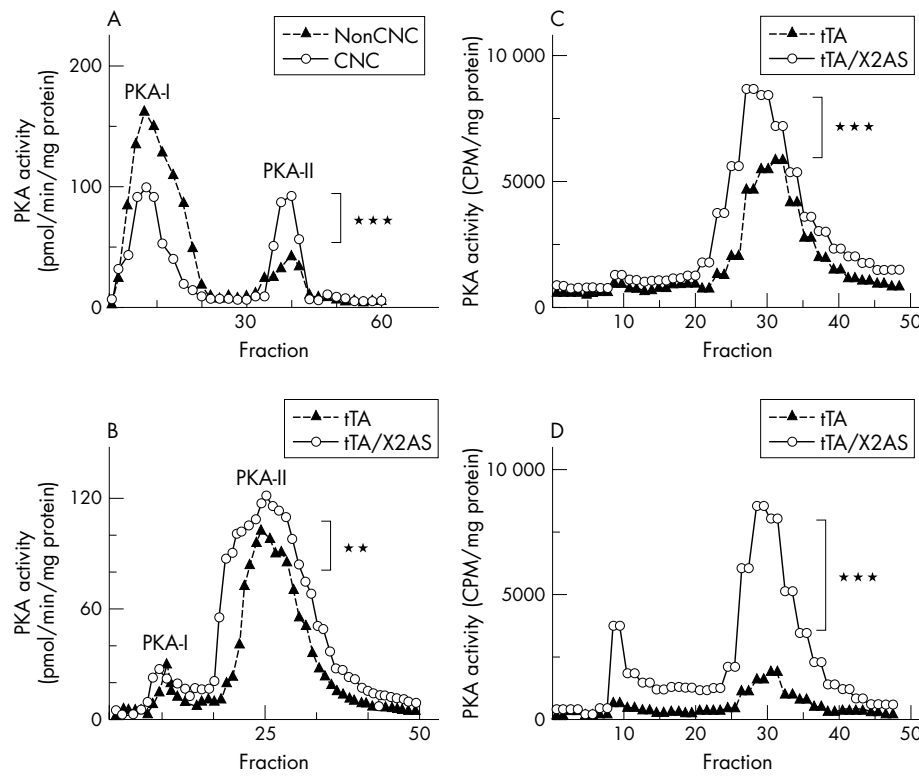 A
NonCNC
CNC
200
100
0
PKA activity
(pmol/min/mg protein)
PKA-I
PKA-II
★★★
30
60
Fraction
C
tTA
tTA/X2AS
10 000
5000
0
PKA activity (CPM/mg protein)
★★★
10
20
30
40
50
Fraction
B
tTA
tTA/X2AS
120
60
0
PKA activity
(pmol/min/mg protein)
PKA-I
PKA-II
★★
25
50
Fraction
D
tTA
tTA/X2AS
10 000
5000
0
PKA activity (CPM/mg protein)
★★★
10
20
30
40
50
Fraction